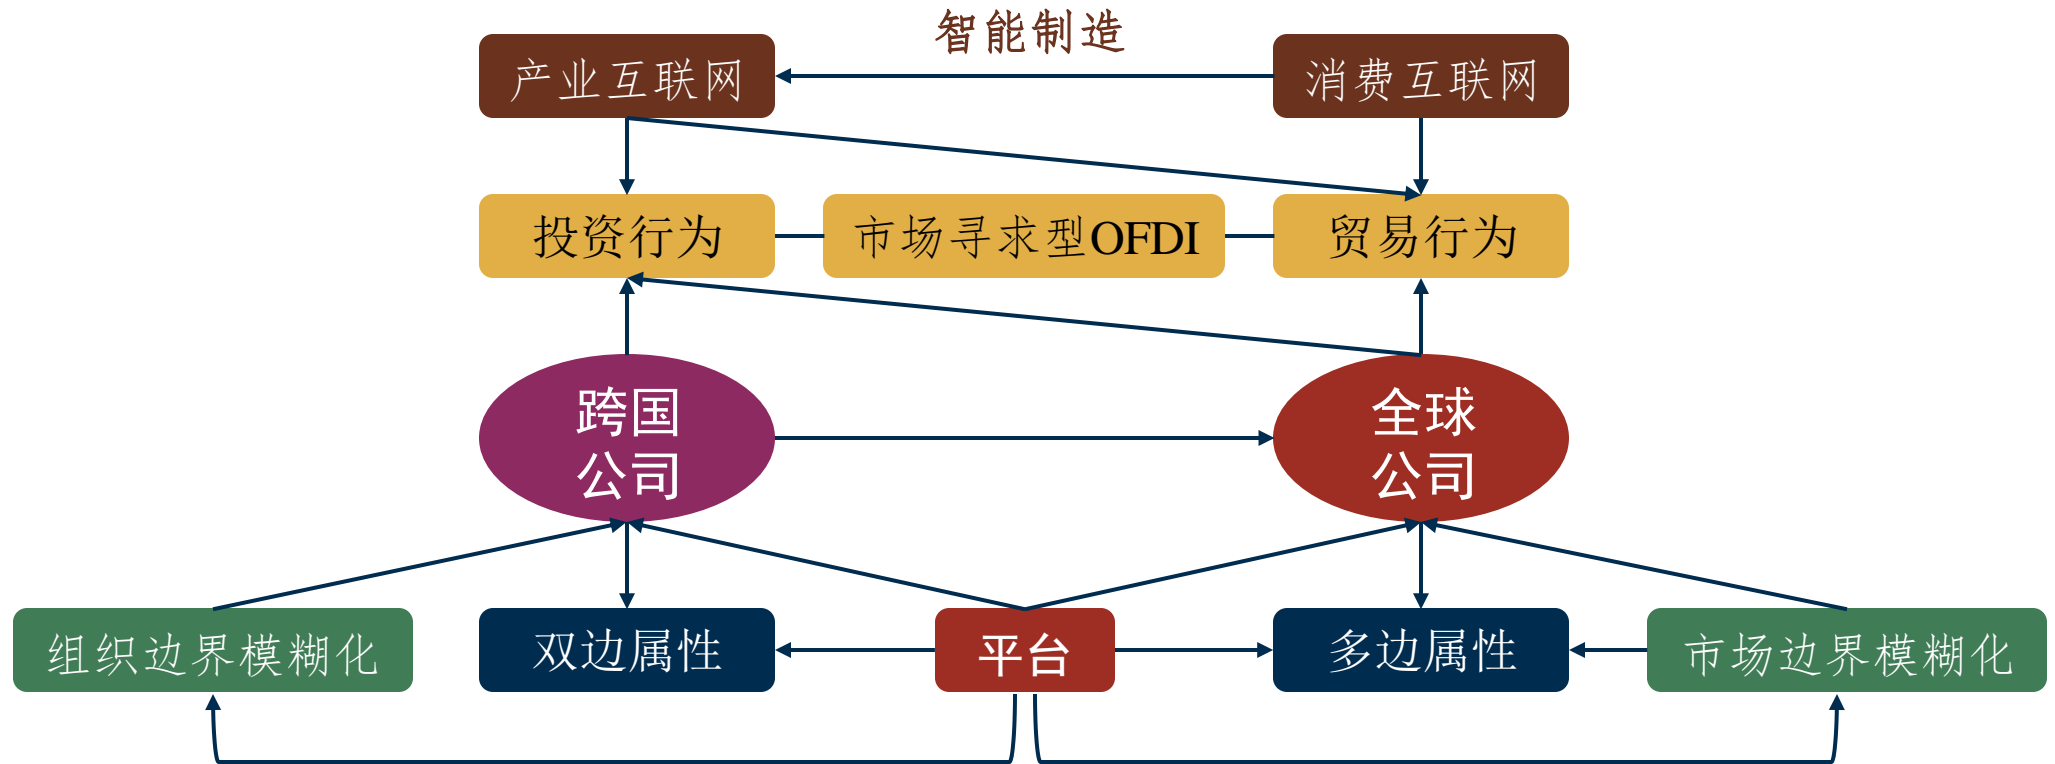 智能制造
产业互联网
消费互联网
投资行为
市场寻求型OFDI
贸易行为
跨国
公司
全球
公司
组织边界模糊化
双边属性
平台
多边属性
市场边界模糊化